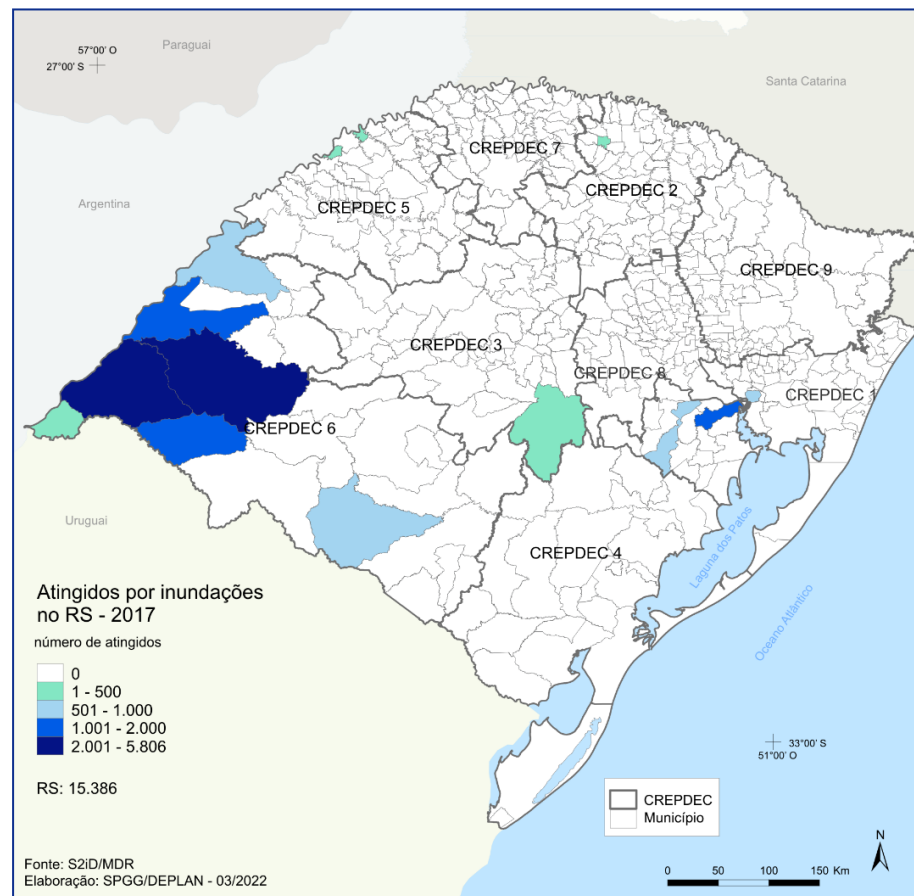 Paraguai
57°00' O
27°00' S
Santa Catarina
CREPDEC 7
CREPDEC 2
Argentina
CREPDEC 5
CREPDEC 9
CREPDEC 3
CREPDEC 8
CREPDEC 1
CREPDEC 6
Uruguai
CREPDEC 4
Laguna dos Patos
Oceano Atlântico
Atingidos por inundações
no RS - 2017
número de atingidos
0
1 - 500
501 - 1.000
1.001 - 2.000
2.001 - 5.806
RS: 15.386
33°00' S
51°00' O
CREPDEC
Município
N
0 50 100 150 Km
Fonte: S2iD/MDR
Elaboração: SPGG/DEPLAN - 03/2022